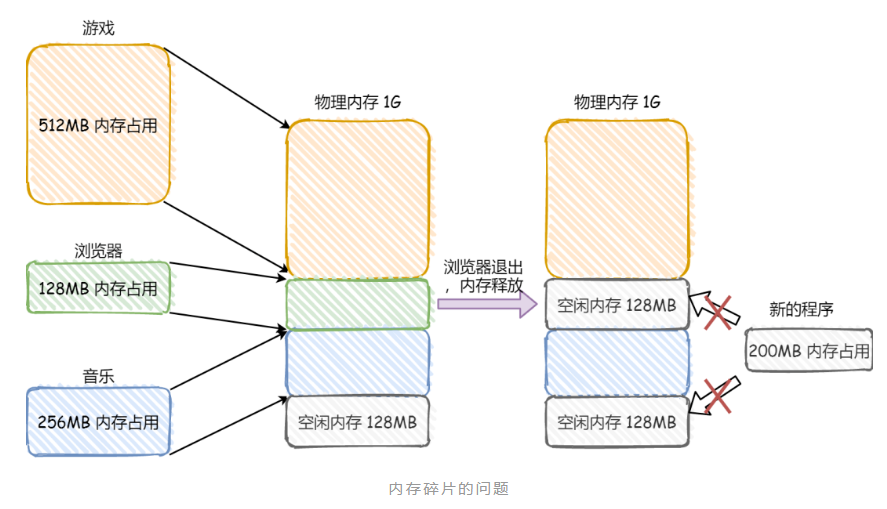 游戏
512MB 内存占用
物理内存 1G
物理内存 1G
浏览器
128MB 内存占用
浏览器退出
，内存释放
空闲内存 128MB
新的程序
200MB 内存占用
音乐
256MB 内存占用
空闲内存 128MB
空闲内存 128MB
内存碎片的问题